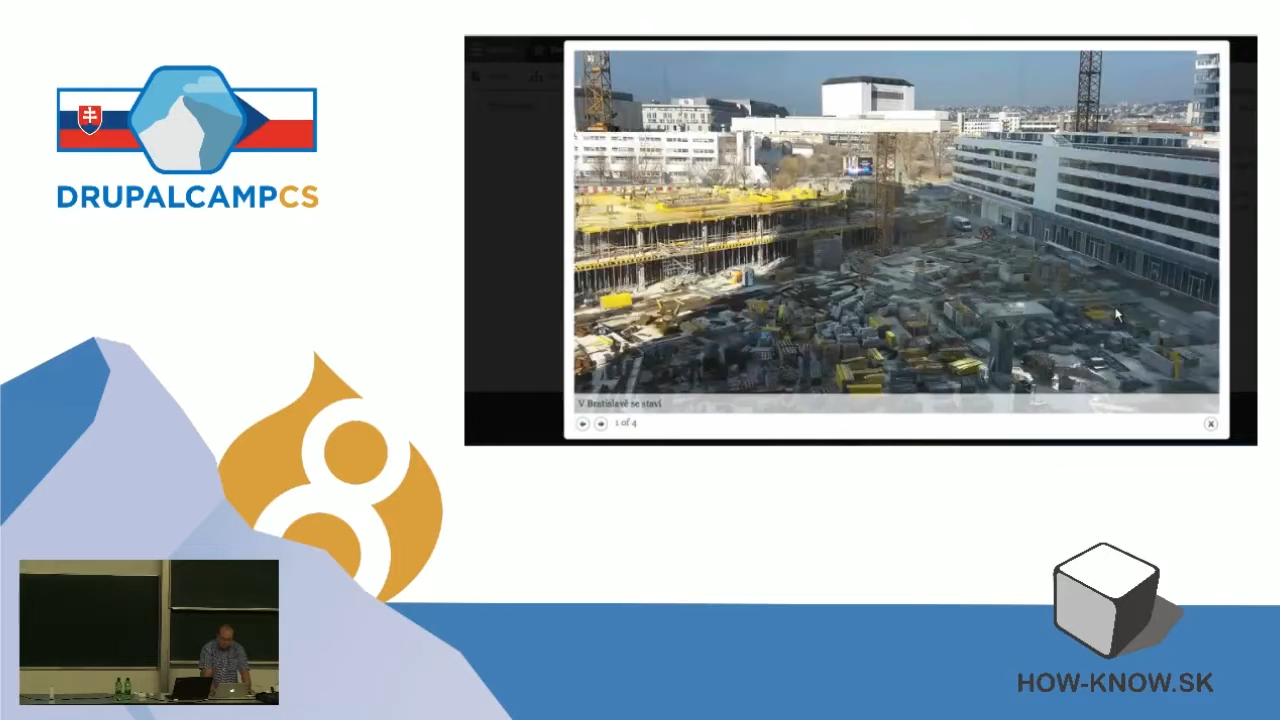 DRUPALCAMPCS
V Bratislavě se staví
1 of 4
HOW-KNOW.SK